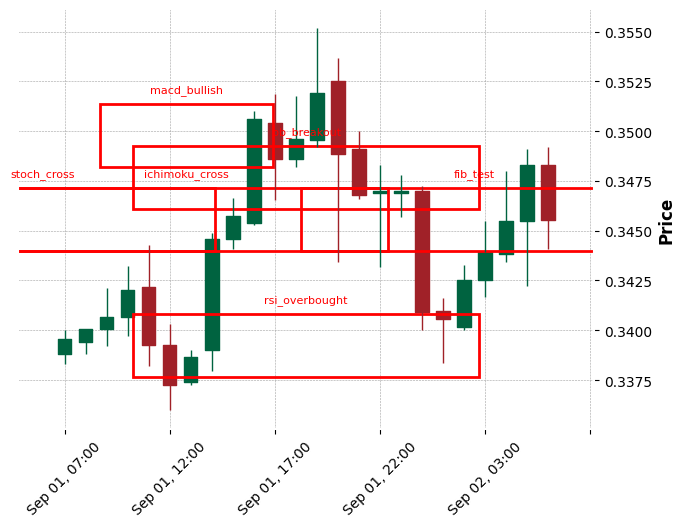 0.3550
0.3525
macd_bullish
0.3500
stoch_cross
ichimoku_cross
fib_test
0.3475
Price
0.3450
0.3425
rsi_overbought
0.3400
0.3375
Sep 01, 07:00
Sep 01, 12:00
Sep 01, 17:00
Sep 01, 22:00
Sep 02, 03:00